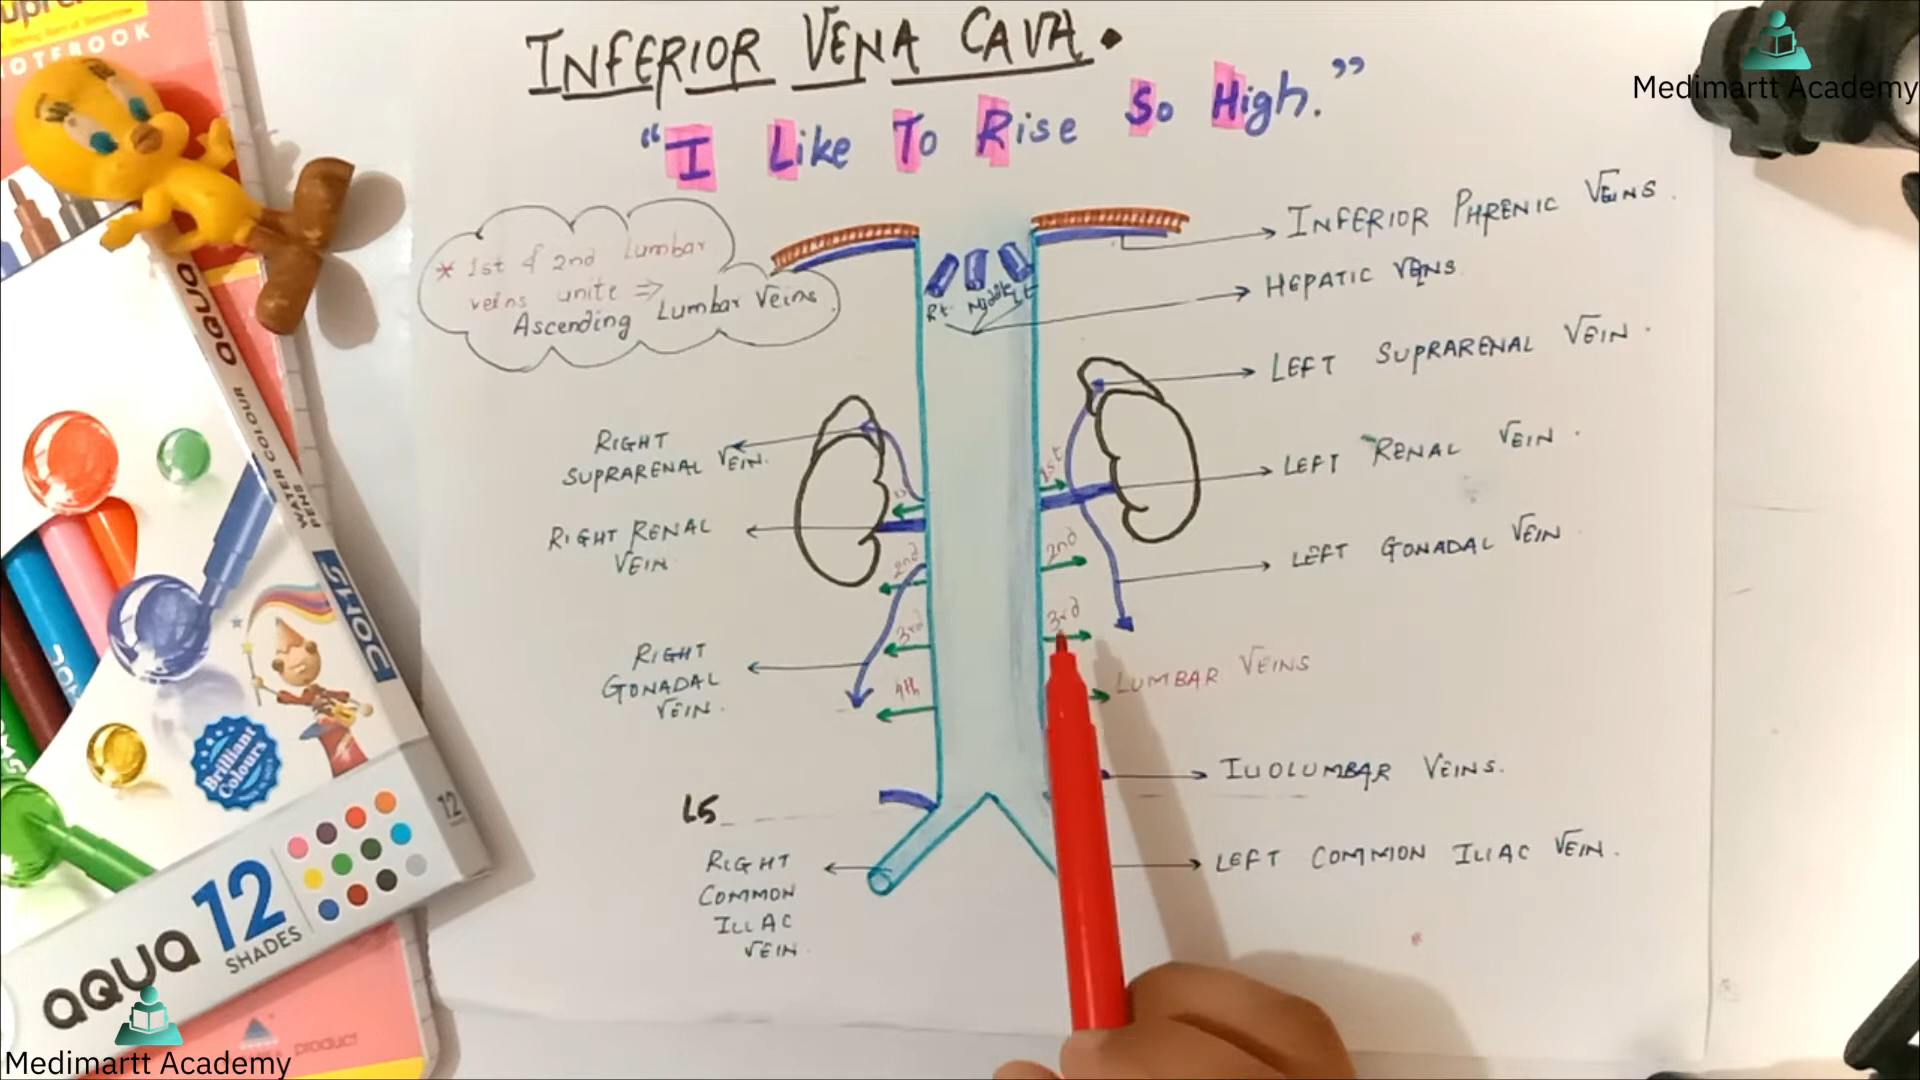 INFERIOR VENA CAVA.
"I Like To Rise So High."
Medimartt Academy
NOTEBOOK
* 1st & 2nd Lumbar
veins unite ⇒
Ascending Lumbar Veins.
Rt Middle Lt
INFERIOR PHRENIC VEINS.
HEPATIC VEINS.
LEFT SUPRARENAL VEIN.
LEFT RENAL VEIN.
LEFT GONADAL VEIN
LUMBAR VEINS
ILIOLUMBAR VEINS.
LEFT COMMON ILIAC VEIN.
RIGHT
SUPRARENAL VEIN.
RIGHT RENAL
VEIN.
RIGHT
GONADAL
VEIN.
L5
RIGHT
COMMON
ILIAC
VEIN.
2nd
3rd
4th
1st
2nd
3rd
AQUA
WATER COLOUR
PENS
DOMS
Brilliant
Colours
12
aQUa 12
SHADES
product
Medimartt Academy